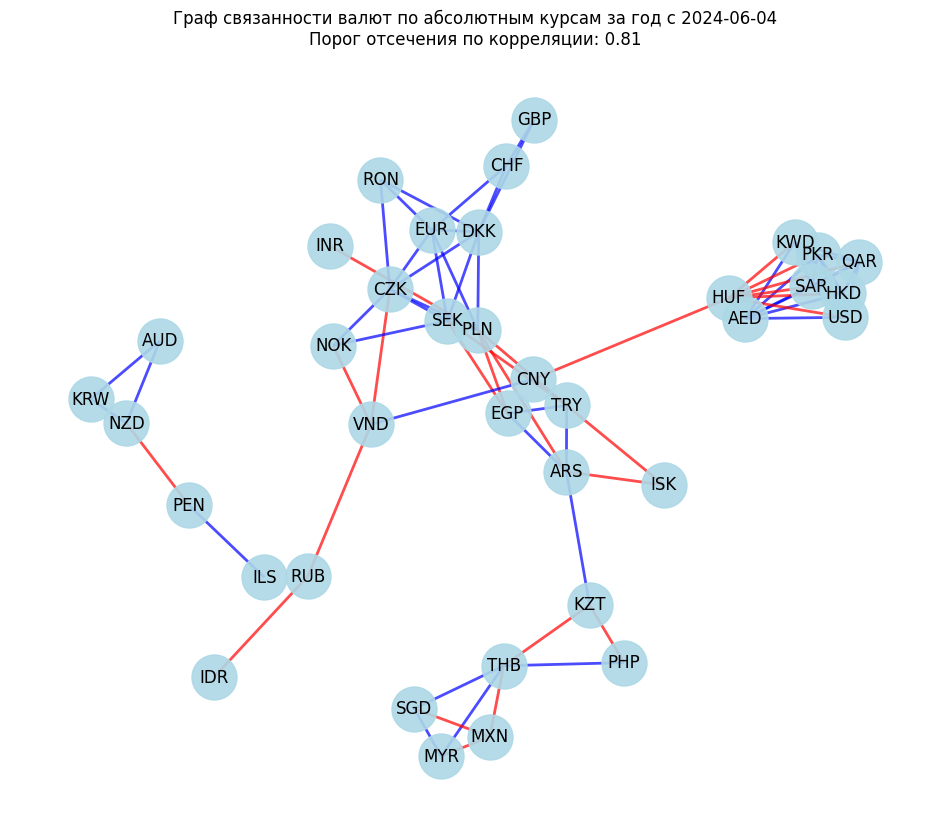 Граф связанности валют по абсолютным курсам за год с 2024-06-04
Порог отсечения по корреляции: 0.81
GBP
CHF
RON
EUR
DKK
INR
KWD
PKR
QAR
CZK
SAR
HKD
HUF
AED
USD
SEK
PLN
NOK
AUD
CNY
KRW
TRY
EGP
NZD
VND
ARS
ISK
PEN
ILS
RUB
KZT
PHP
THB
IDR
SGD
MXN
MYR